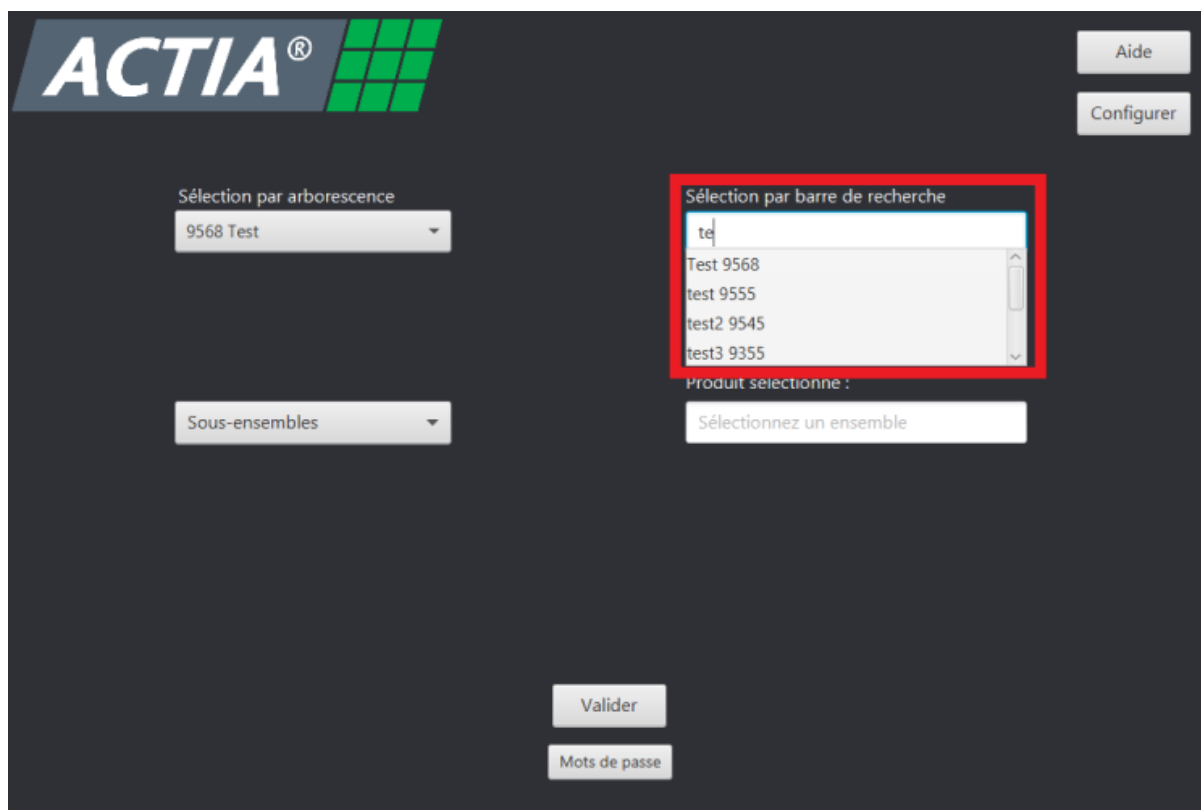 ACTIA®
Aide
Configurer
Sélection par arborescence
9568 Test
Sélection par barre de recherche
te
Test 9568
test 9555
test2 9545
test3 9355
Produit sélectionné :
Sous-ensembles
Sélectionnez un ensemble
Valider
Mots de passe